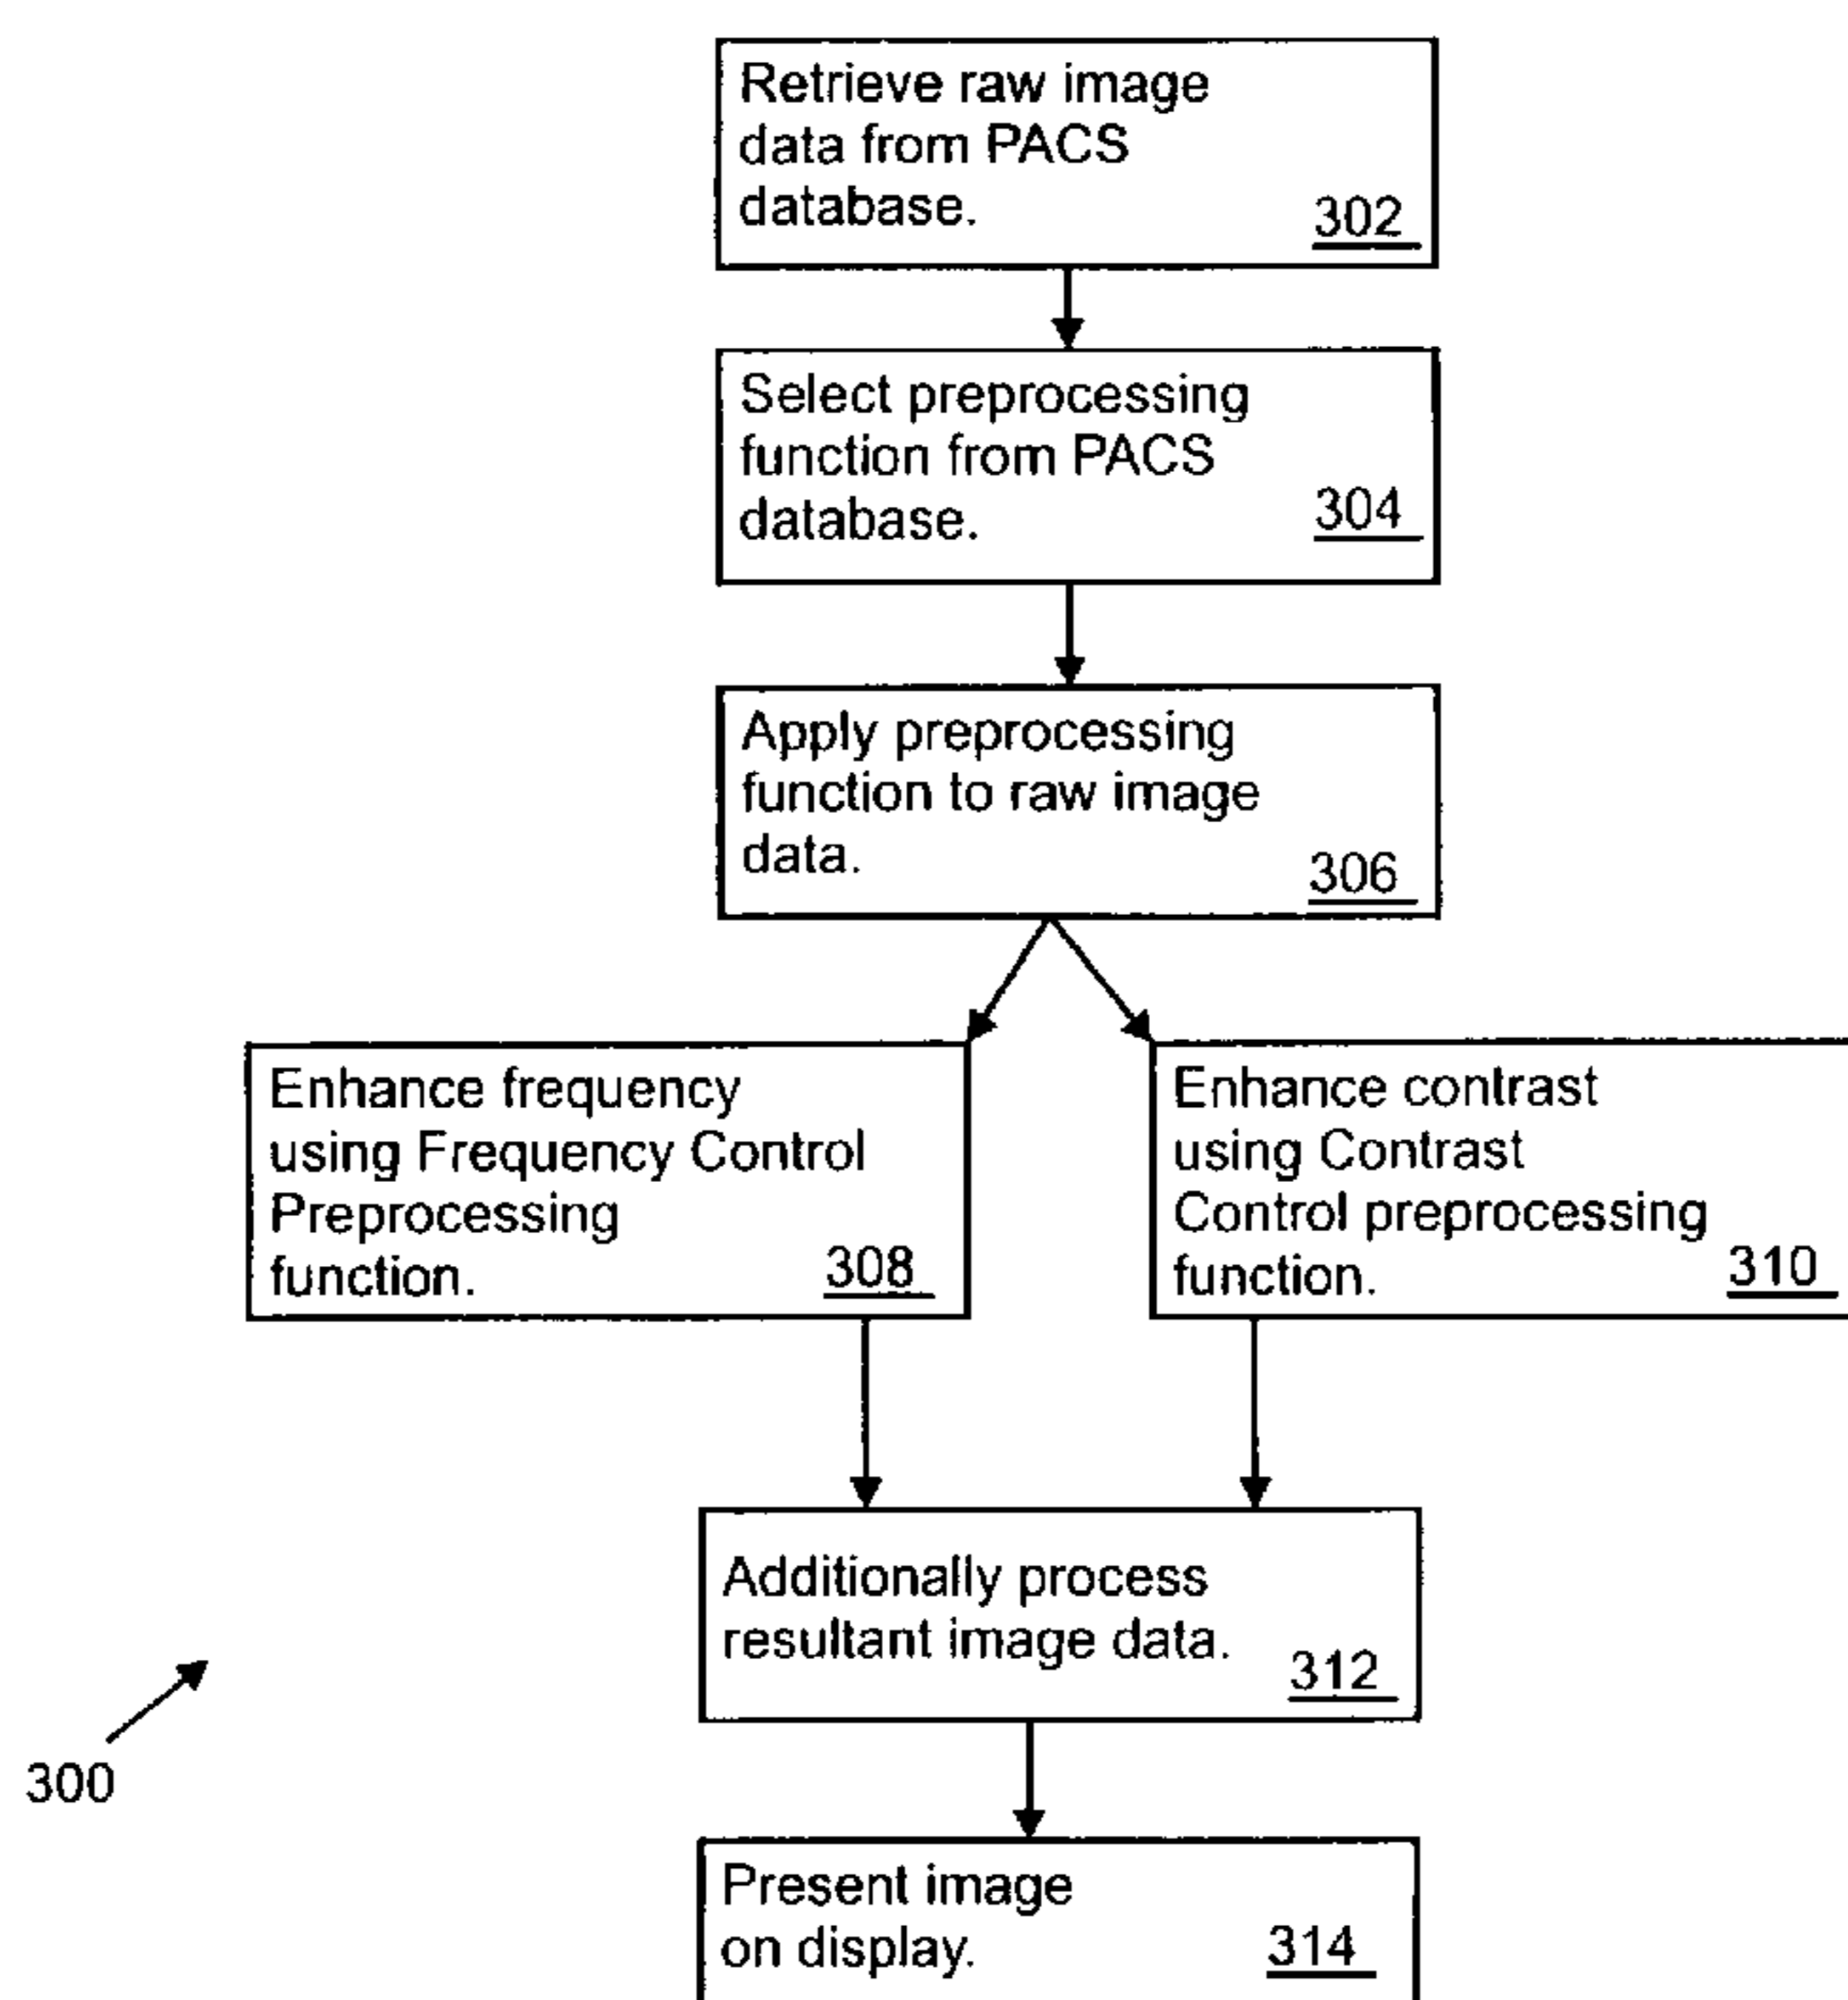 Retrieve raw image
data from PACS
database.
302
Select preprocessing
function from PACS
database.
304
Apply preprocessing
function to raw image
data.
306
Enhance frequency
using Frequency Control
Preprocessing
function.
308
Enhance contrast
using Contrast
Control preprocessing
function.
310
Additionally process
resultant image data.
312
300
Present image
on display.
314